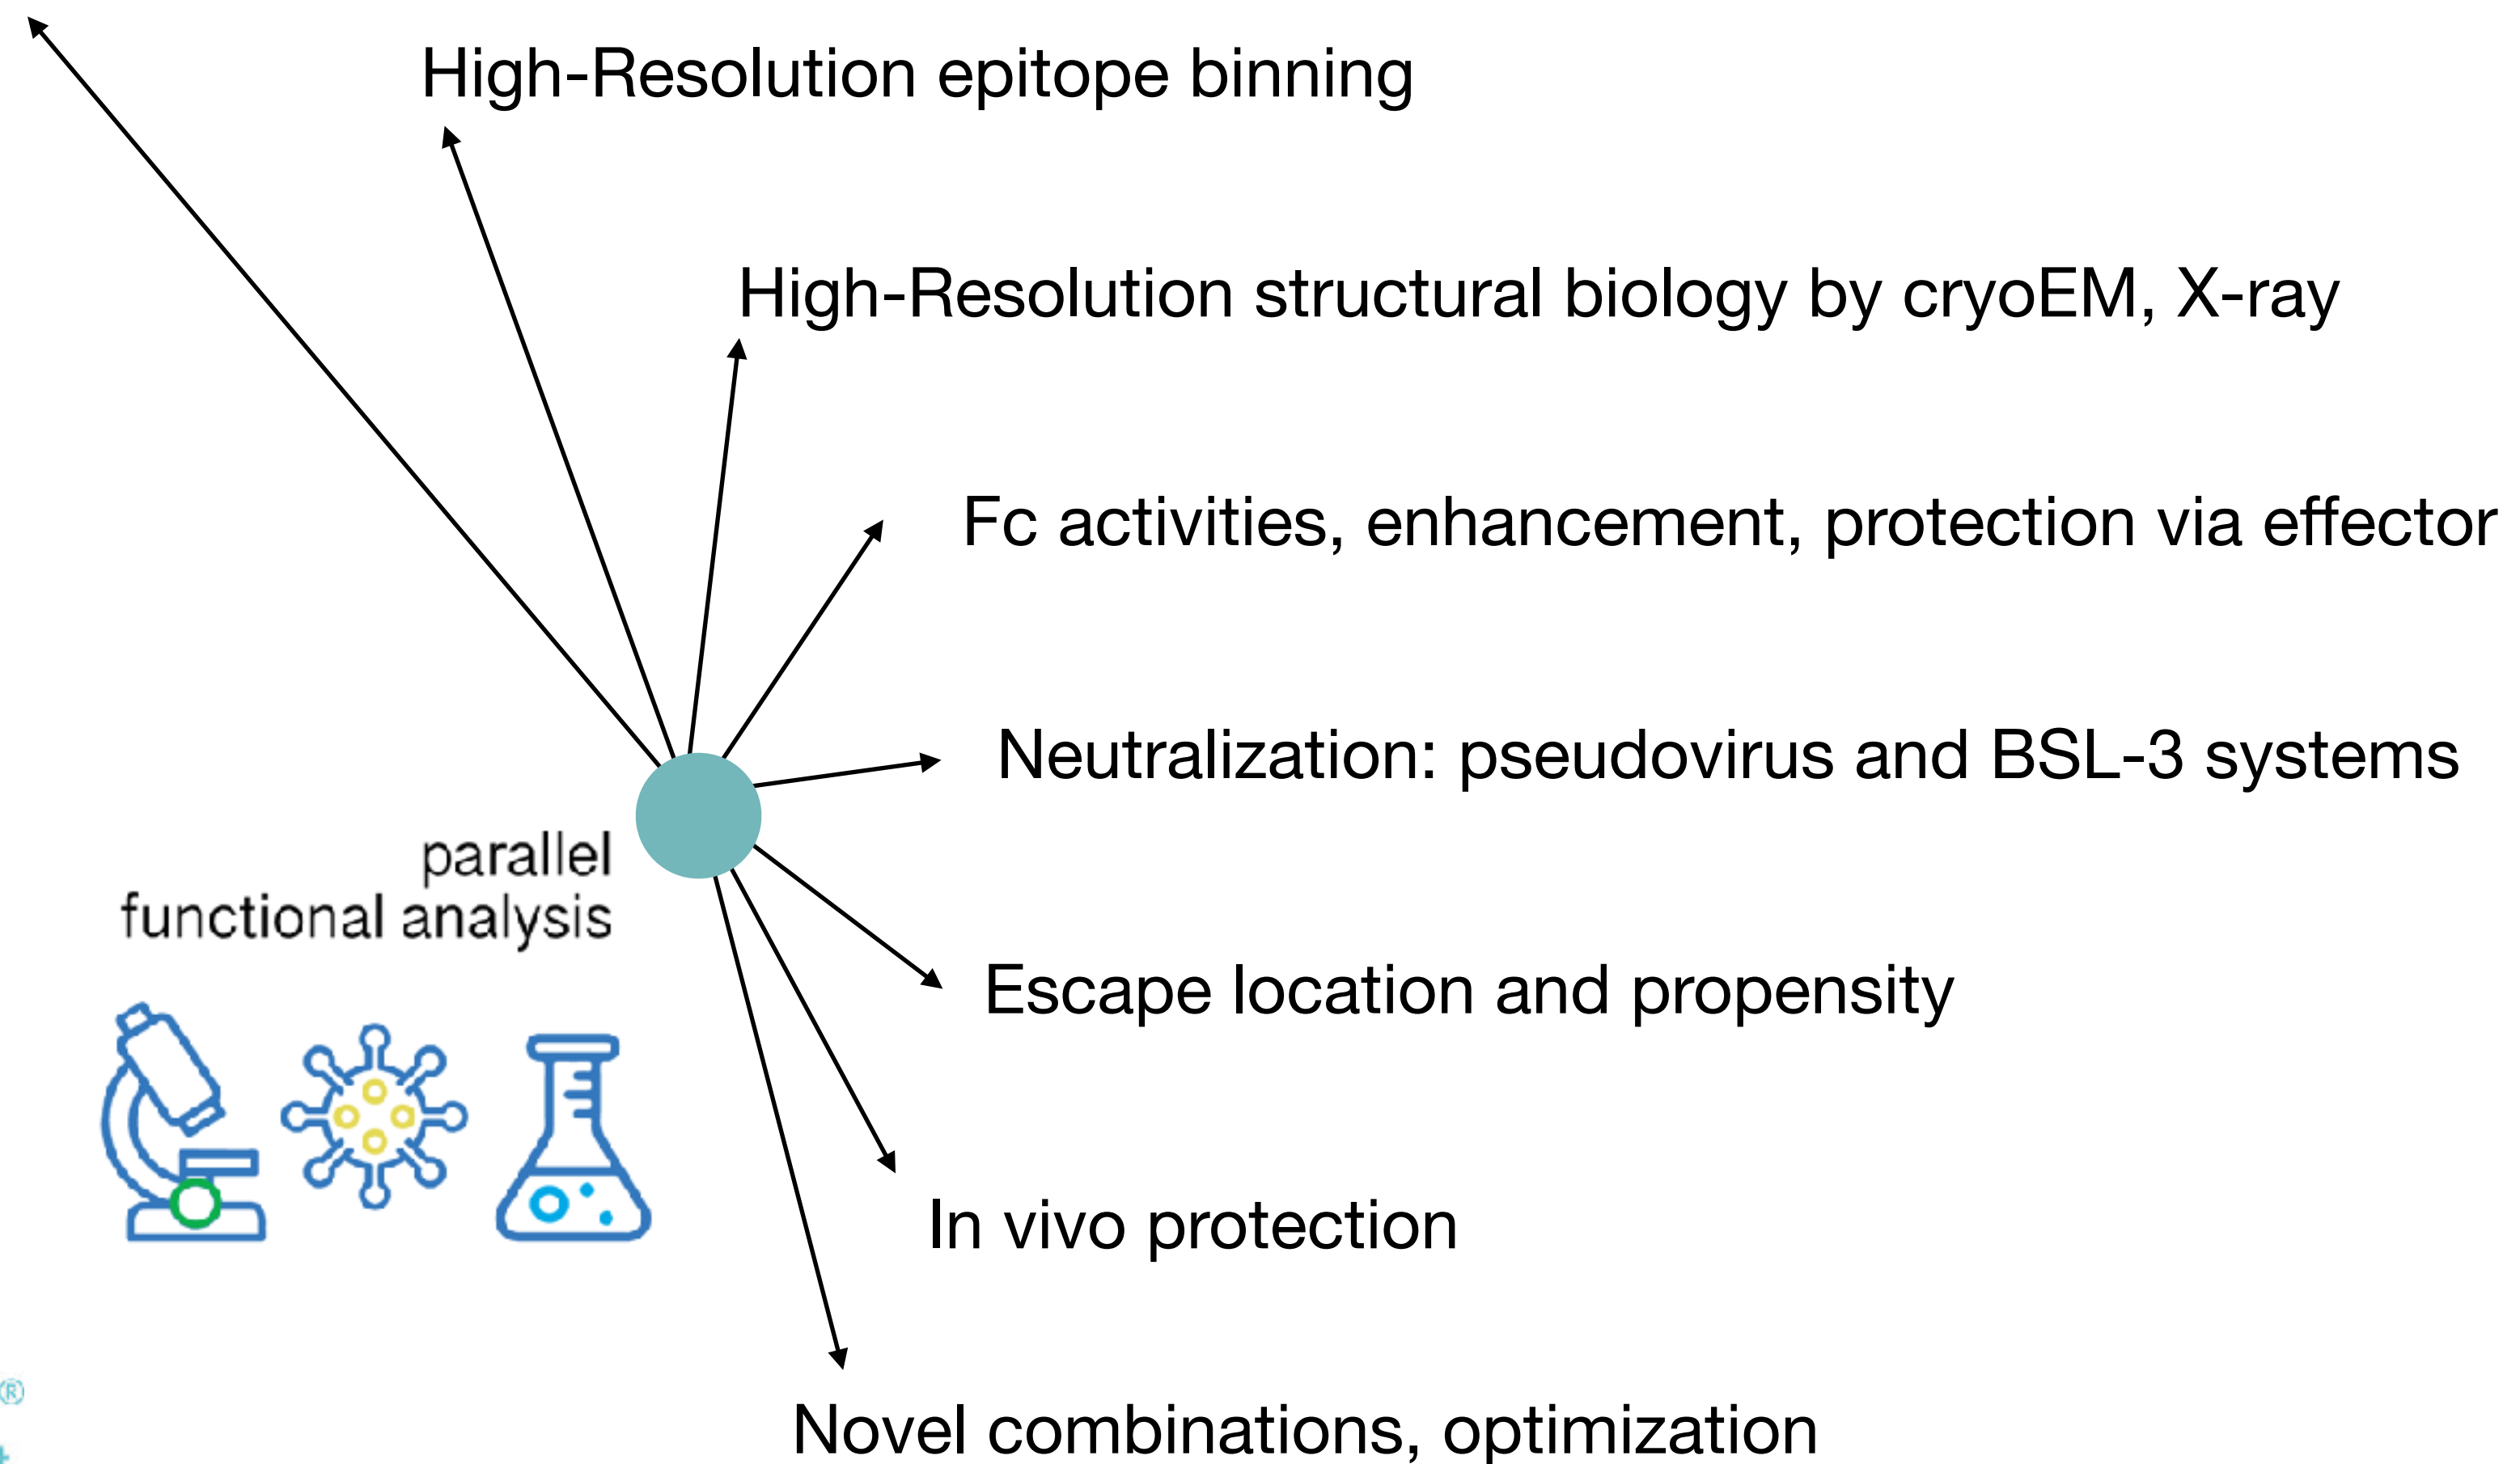 High-Resolution epitope binning
High-Resolution structural biology by cryoEM, X-ray
Fc activities, enhancement, protection via effector
Neutralization: pseudovirus and BSL-3 systems
parallel
functional analysis
Escape location and propensity
In vivo protection
®
Novel combinations, optimization